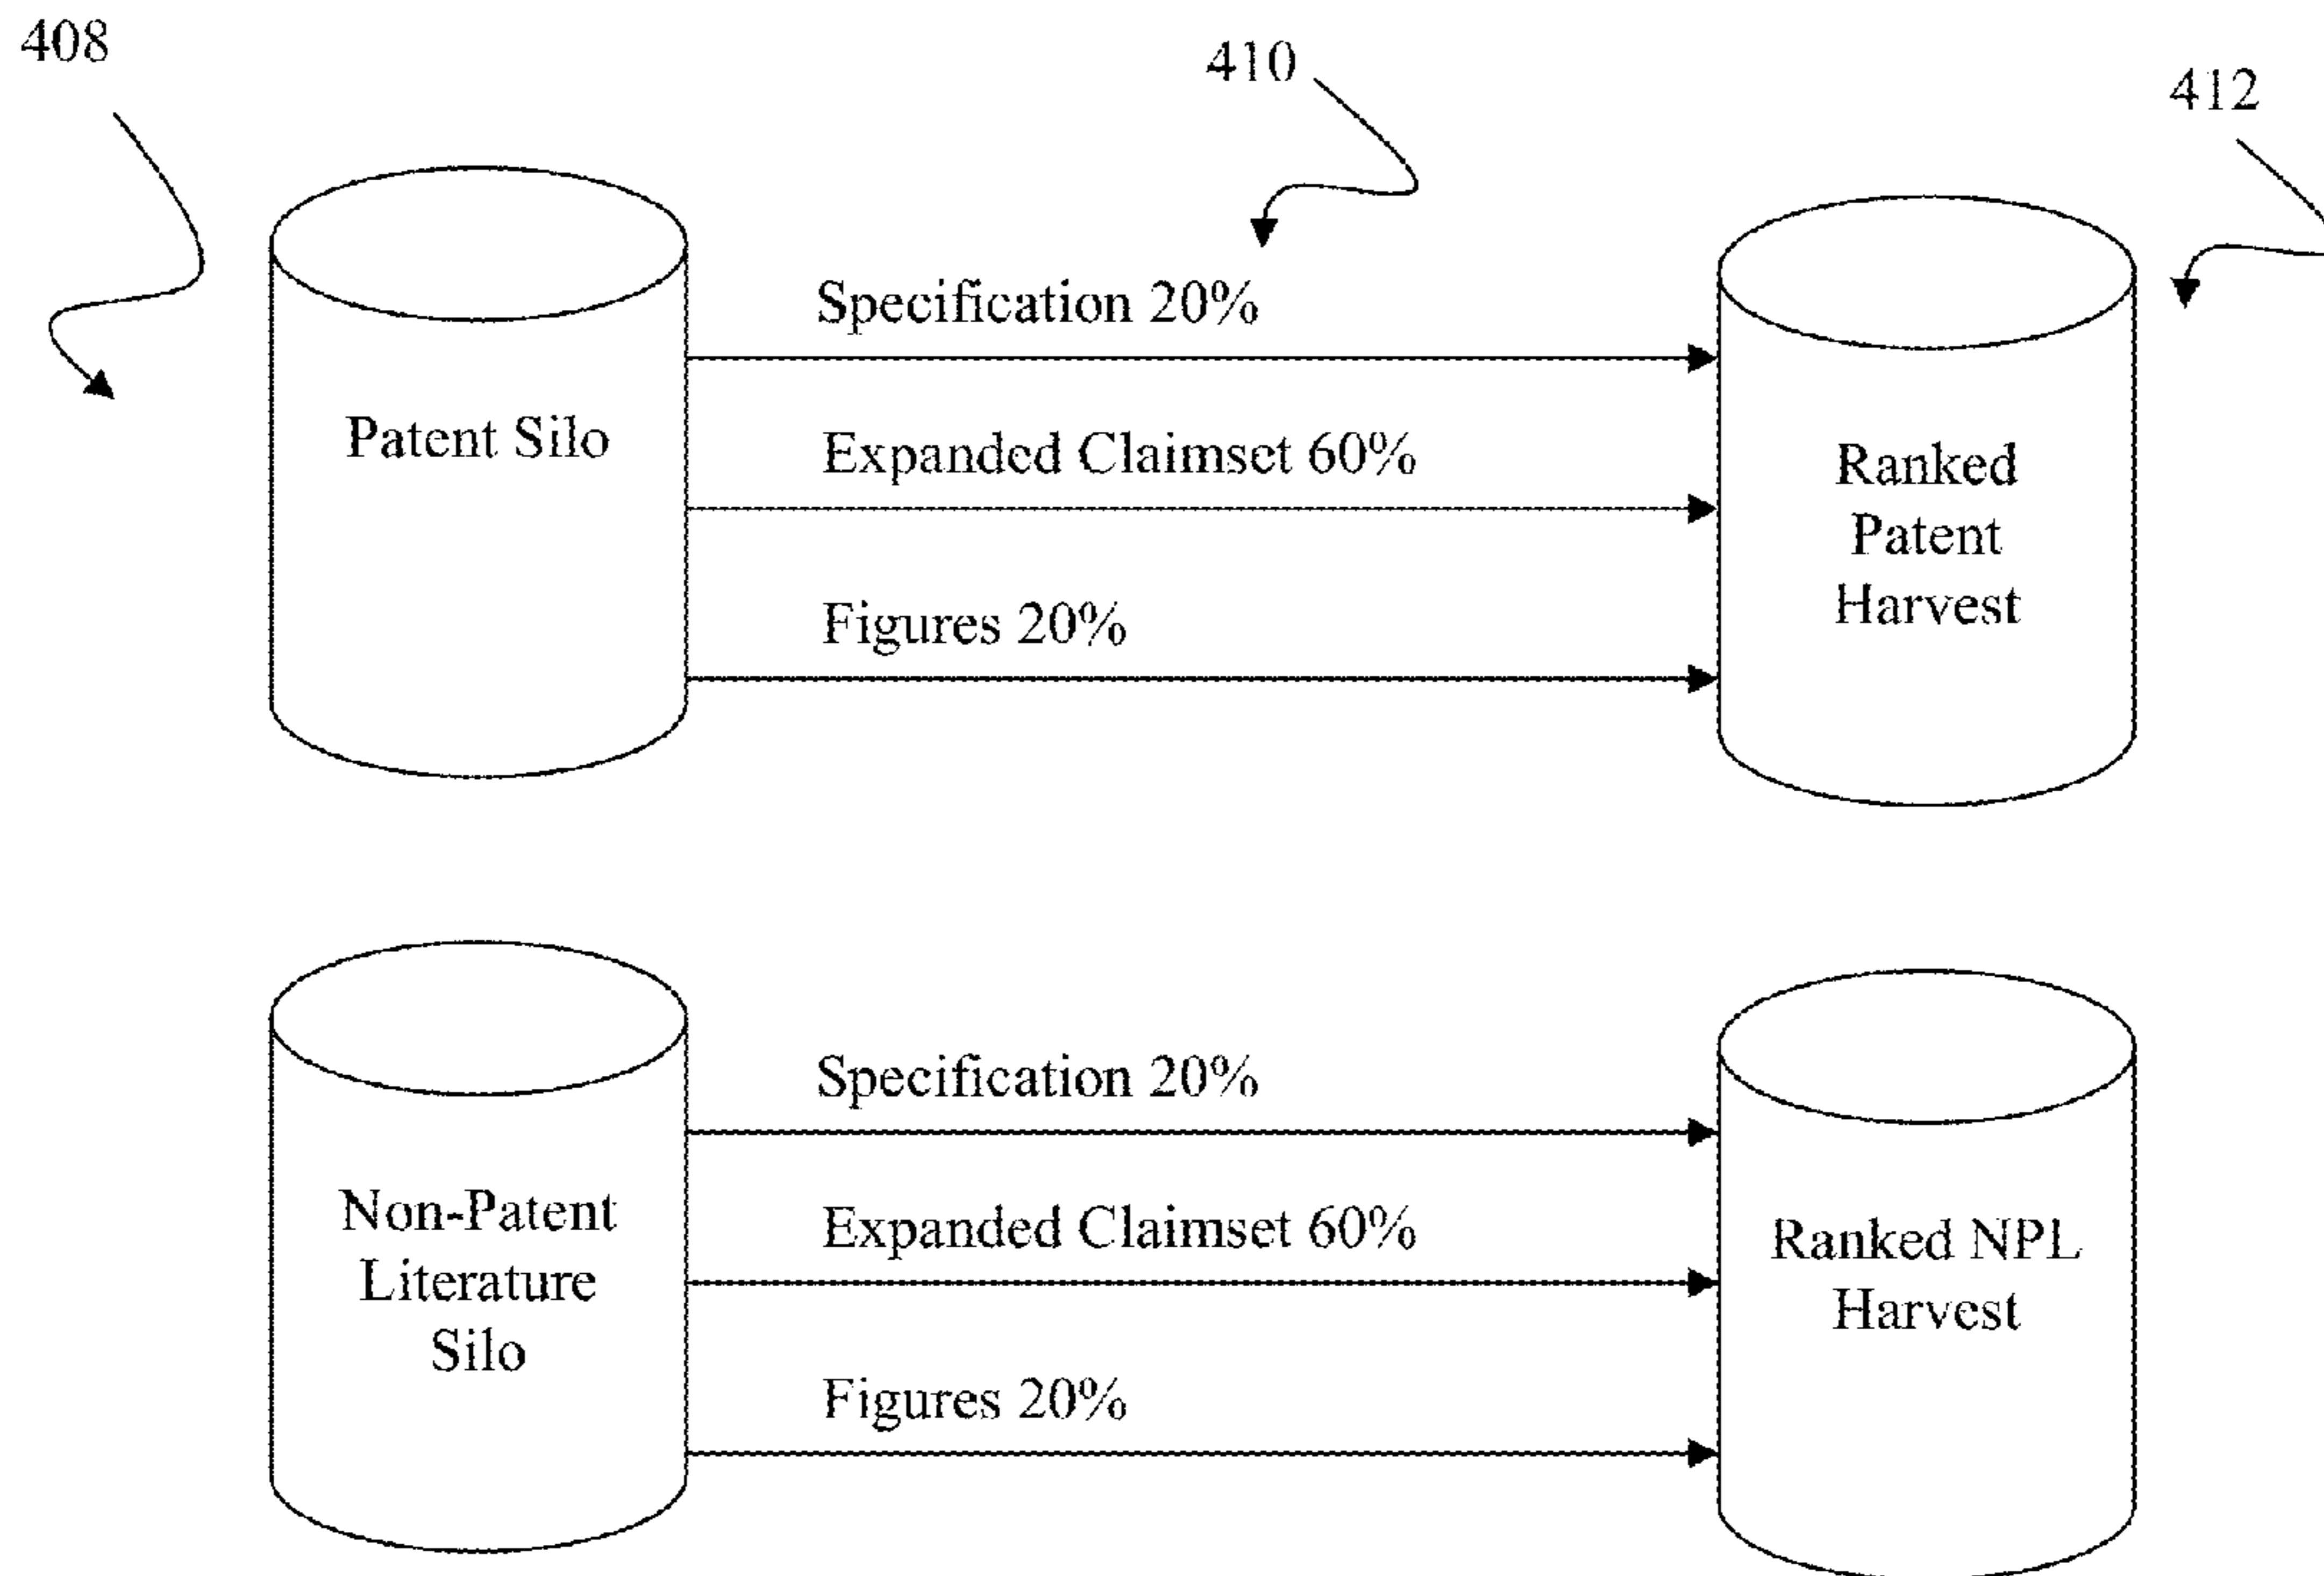 408
410
412
Patent Silo
Specification 20%
Expanded Claimset 60%
Figures 20%
Ranked
Patent
Harvest
Non-Patent
Literature
Silo
Specification 20%
Expanded Claimset 60%
Figures 20%
Ranked NPL
Harvest